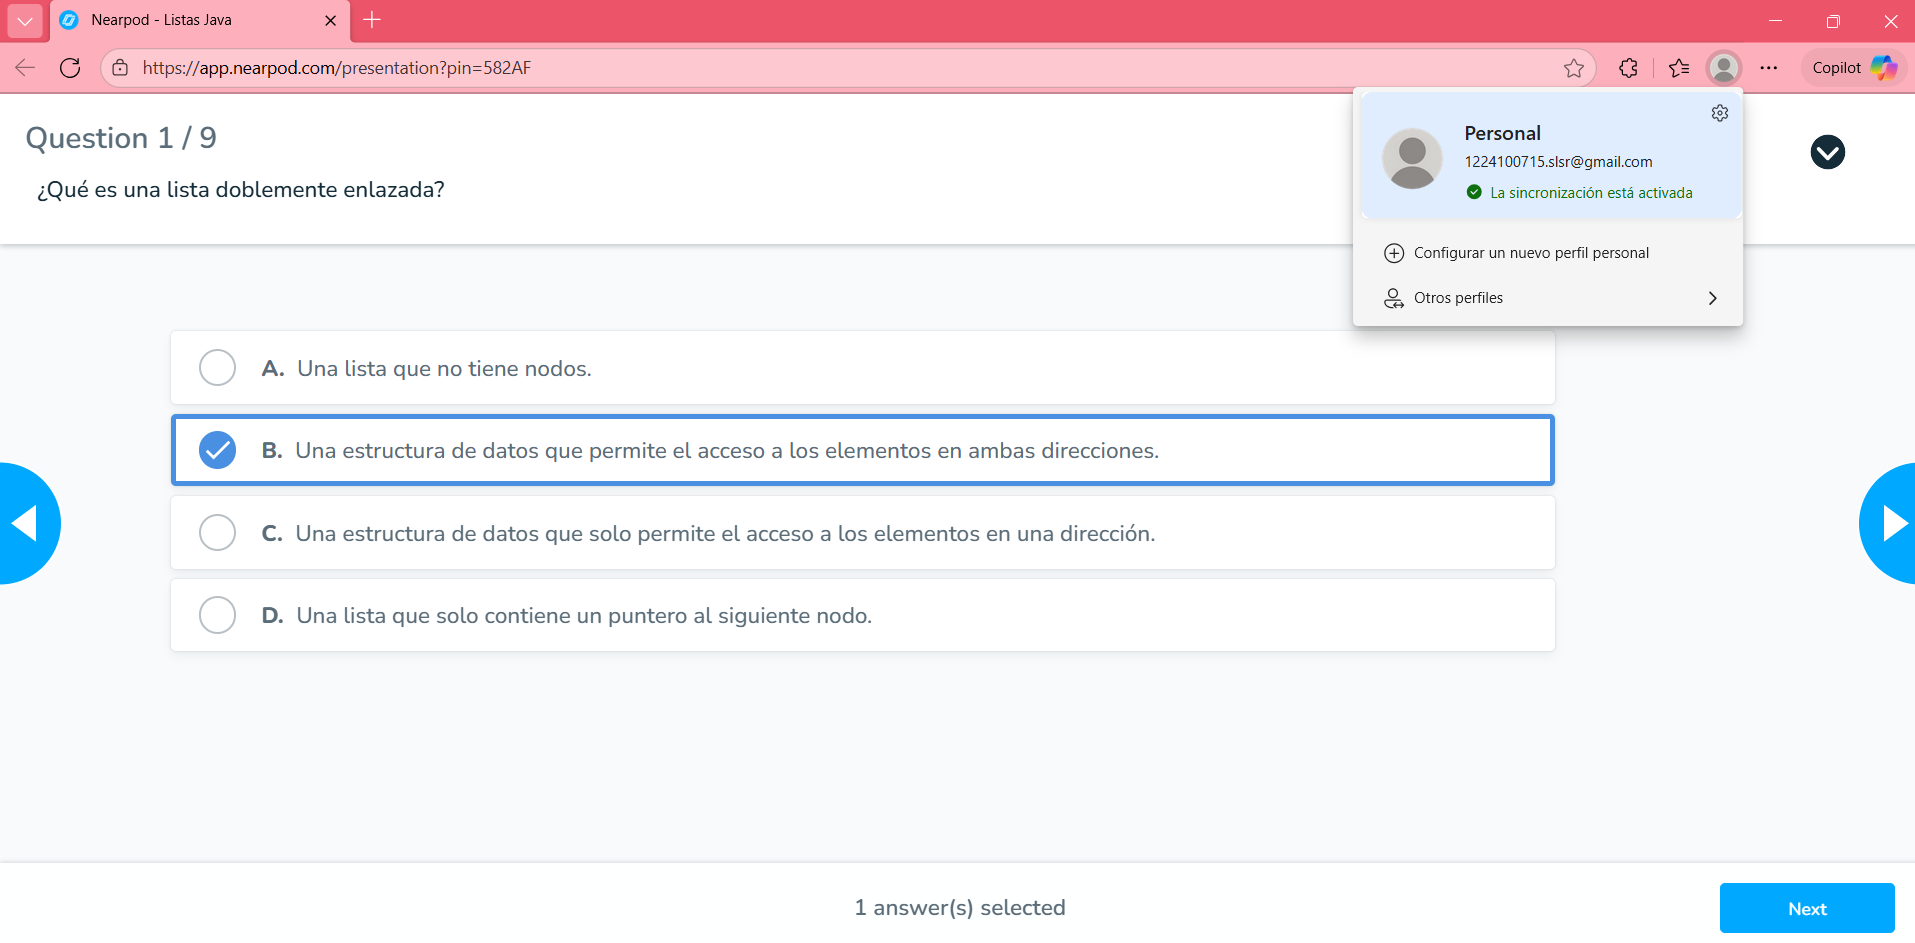 Nearpod - Listas Java
https://app.nearpod.com/presentation?pin=582AF
Copilot
Question 1 / 9
¿Qué es una lista doblemente enlazada?
Personal
1224100715.slsr@gmail.com
La sincronización está activada
Configurar un nuevo perfil personal
Otros perfiles
A. Una lista que no tiene nodos.
B. Una estructura de datos que permite el acceso a los elementos en ambas direcciones.
C. Una estructura de datos que solo permite el acceso a los elementos en una dirección.
D. Una lista que solo contiene un puntero al siguiente nodo.
1 answer(s) selected
Next